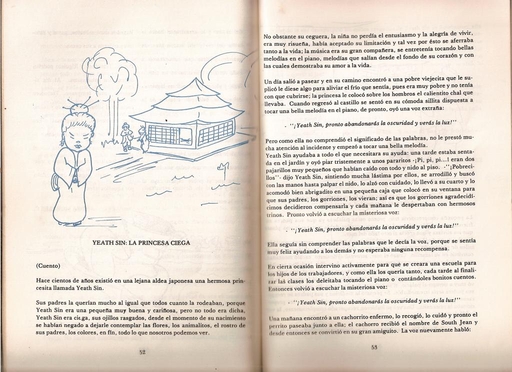 YEATH SIN: LA PRINCESA CIEGA
(Cuento)
Hace cientos de años existió en una lejana aldea japonesa una hermosa prin-
cesita llamada Yeath Sin.
Sus padres la querían mucho al igual que todos cuanto la rodeaban, porque
Yeath Sin era una pequeña muy buena y cariñosa, pero no todo era dicha,
Yeath Sin era ciega, sus ojillos rasgados, desde el momento de su nacimiento
se habían negado a dejarle contemplar las flores, los animalitos, el rostro de
sus padres, los colores, en fin, todo lo que nosotros podemos ver.
52
No obstante su ceguera, la niña no perdía el entusiasmo y la alegría de vivir,
era muy risueña, había aceptado su limitación y tal vez por ésto se aferraba
tanto a la vida; la música era su gran compañera, se entretenía tocando bellas
melodías en el piano, melodías que salían desde el fondo de su corazón y con
las cuales demostraba su amor a la vida.
Un día salió a pasear y en su camino encontró a una pobre viejecita que le su-
plicó le diese algo para aliviar el frío que sentía, pues era muy pobre y no tenía
con que cubrirse; la princesa le colocó sobre los hombros el calientito chal que
llevaba. Cuando regresó al castillo se sentó en su cómoda sillita dispuesta a
tocar una bella melodía en el piano, de pronto, oyó una voz extraña:
- "¡Yeath Sin, pronto abandonarás la oscuridad y verás la luz!"
Pero como ella no comprendió el significado de las palabras, no le prestó mu-
cha atención al incidente y empezó a tocar una bella melodía.
Yeath Sin ayudaba a todo el que necesitara su ayuda; una tarde estaba senta-
da en el jardín y oyó piar tristemente a unos pajaritos -¡Pi, pi, pi...! eran dos
pajarillos muy pequeños que habían caído con todo y nido al piso. -"¡Pobreci-
llos"- dijo Yeath Sin, sintiendo mucha lástima por ellos, se arrodilló y buscó
con las manos hasta palpar el nido, lo alzó con cuidado, lo llevó a su cuarto y lo
acomodó bien abrigadito en una pequeña caja que colocó en su ventana para
que sus padres, los gorriones, los vieran; así es que los gorriones agradecidí-
simos decidieron compensarla y cada mañana le despertaban con hermosos
trinos. Pronto volvió a escuchar la misteriosa voz:
- "¡Yeath Sin, pronto abandonarás la oscuridad y verás la luz!"
Ella seguía sin comprender las palabras que le decía la voz, porque se sentía
muy feliz ayudando a los demás y no esperaba ninguna recompensa.
En cierta ocasión intervino activamente para que se creara una escuela para
los hijos de los trabajadores, y como ella los quería tanto, cada tarde al finali-
zar las clases los deleitaba tocando el piano o contándoles bonitos cuentos.
Entonces volvió a escuchar la misteriosa voz:
- "¡Yeath Sin, pronto abandonarás la oscuridad y verás la luz!"
Una mañana encontró a un cachorrito enfermo, lo recogió, lo cuidó y pronto el
perrito paseaba junto a ella; el cachorro recibió el nombre de South Jean y
desde entonces se convirtió en su gran amiguito. La voz nuevamente habló:
53